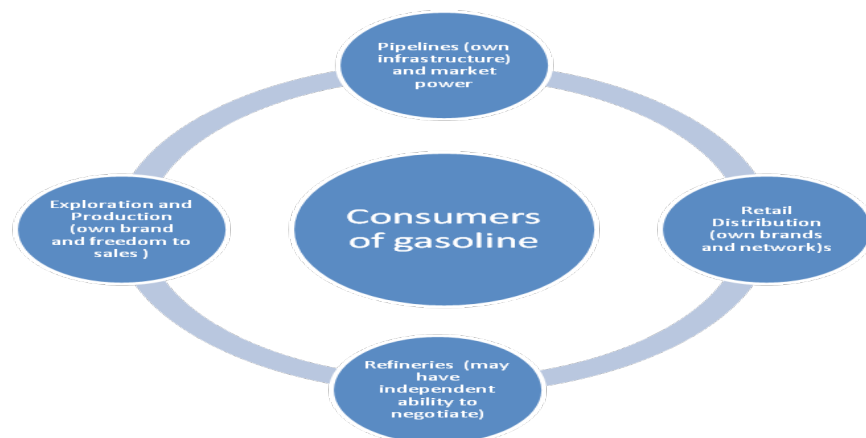 Pipelines (own
infrastructure)
and market
power
Exploration and
Production
(own brand
and freedom to
sales )
Consumers
of gasoline
Retail
Distribution
(own brands
and network)s
Refineries (may
have
independent
ability to
negotiate)